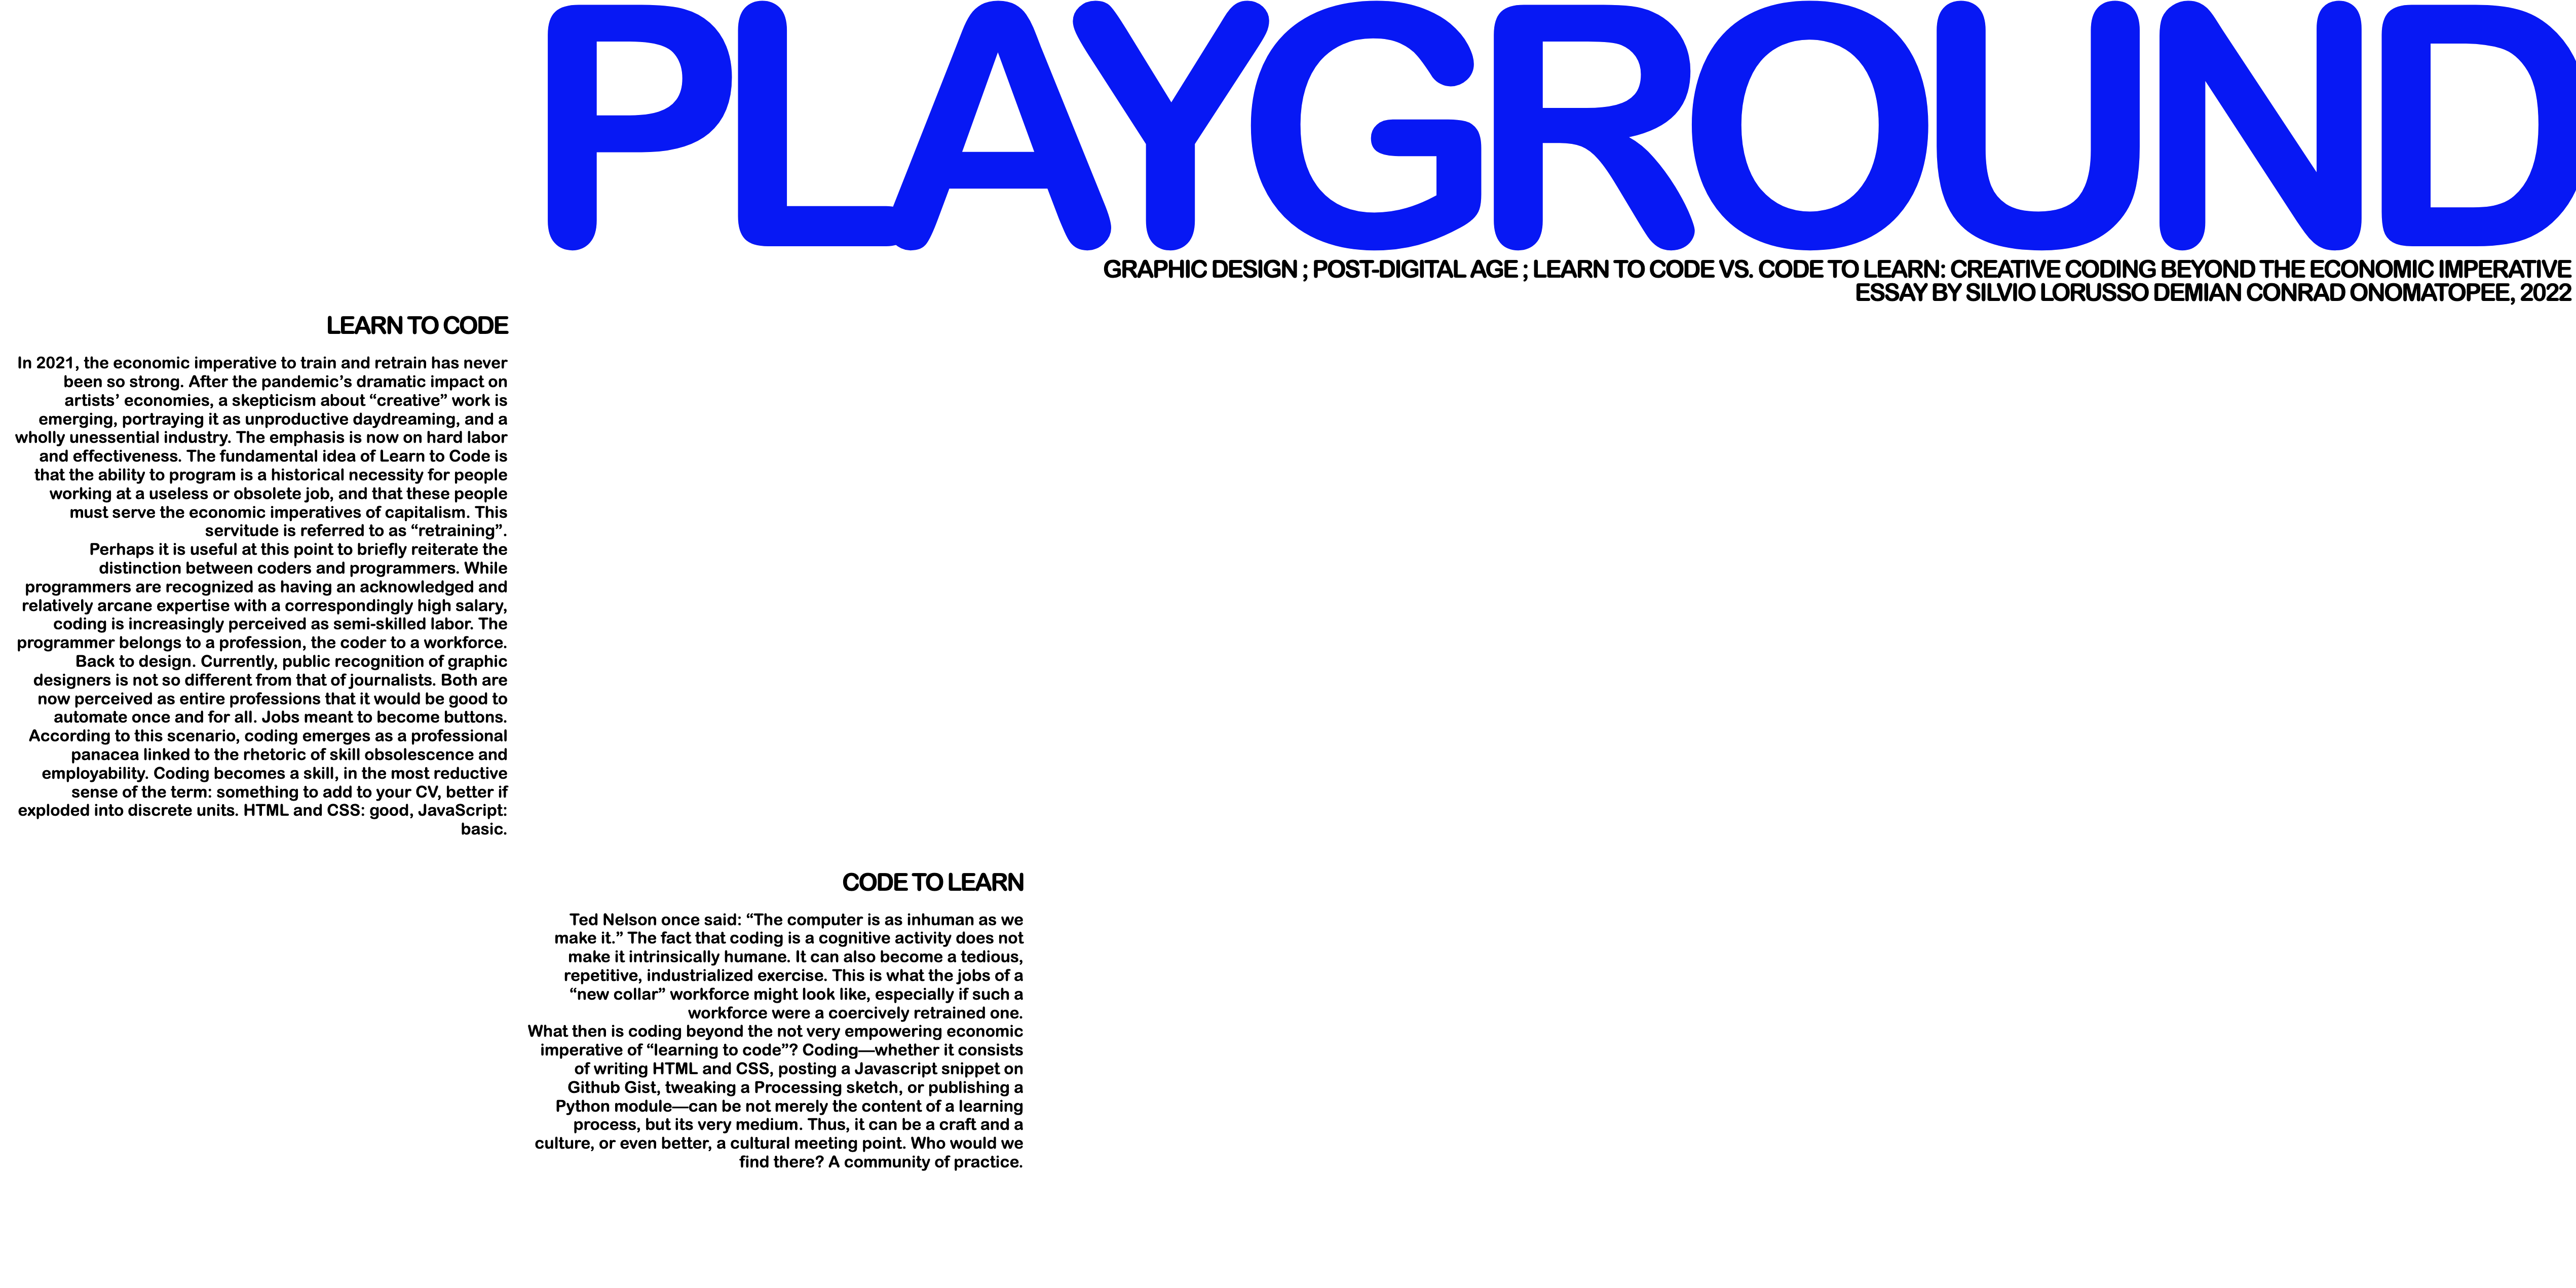 PLAYGROUND
GRAPHIC DESIGN ; POST-DIGITAL AGE ; LEARN TO CODE VS. CODE TO LEARN: CREATIVE CODING BEYOND THE ECONOMIC IMPERATIVE
ESSAY BY SILVIO LORUSSO DEMIAN CONRAD ONOMATOPEE, 2022
LEARN TO CODE
In 2021, the economic imperative to train and retrain has never
been so strong. After the pandemic’s dramatic impact on
artists’ economies, a skepticism about “creative” work is
emerging, portraying it as unproductive daydreaming, and a
wholly unessential industry. The emphasis is now on hard labor
and effectiveness. The fundamental idea of Learn to Code is
that the ability to program is a historical necessity for people
working at a useless or obsolete job, and that these people
must serve the economic imperatives of capitalism. This
servitude is referred to as “retraining”.
Perhaps it is useful at this point to briefly reiterate the
distinction between coders and programmers. While
programmers are recognized as having an acknowledged and
relatively arcane expertise with a correspondingly high salary,
coding is increasingly perceived as semi-skilled labor. The
programmer belongs to a profession, the coder to a workforce.
Back to design. Currently, public recognition of graphic
designers is not so different from that of journalists. Both are
now perceived as entire professions that it would be good to
automate once and for all. Jobs meant to become buttons.
According to this scenario, coding emerges as a professional
panacea linked to the rhetoric of skill obsolescence and
employability. Coding becomes a skill, in the most reductive
sense of the term: something to add to your CV, better if
exploded into discrete units. HTML and CSS: good, JavaScript:
basic.
CODE TO LEARN
Ted Nelson once said: “The computer is as inhuman as we
make it.” The fact that coding is a cognitive activity does not
make it intrinsically humane. It can also become a tedious,
repetitive, industrialized exercise. This is what the jobs of a
“new collar” workforce might look like, especially if such a
workforce were a coercively retrained one.
What then is coding beyond the not very empowering economic
imperative of “learning to code”? Coding—whether it consists
of writing HTML and CSS, posting a Javascript snippet on
Github Gist, tweaking a Processing sketch, or publishing a
Python module—can be not merely the content of a learning
process, but its very medium. Thus, it can be a craft and a
culture, or even better, a cultural meeting point. Who would we
find there? A community of practice.